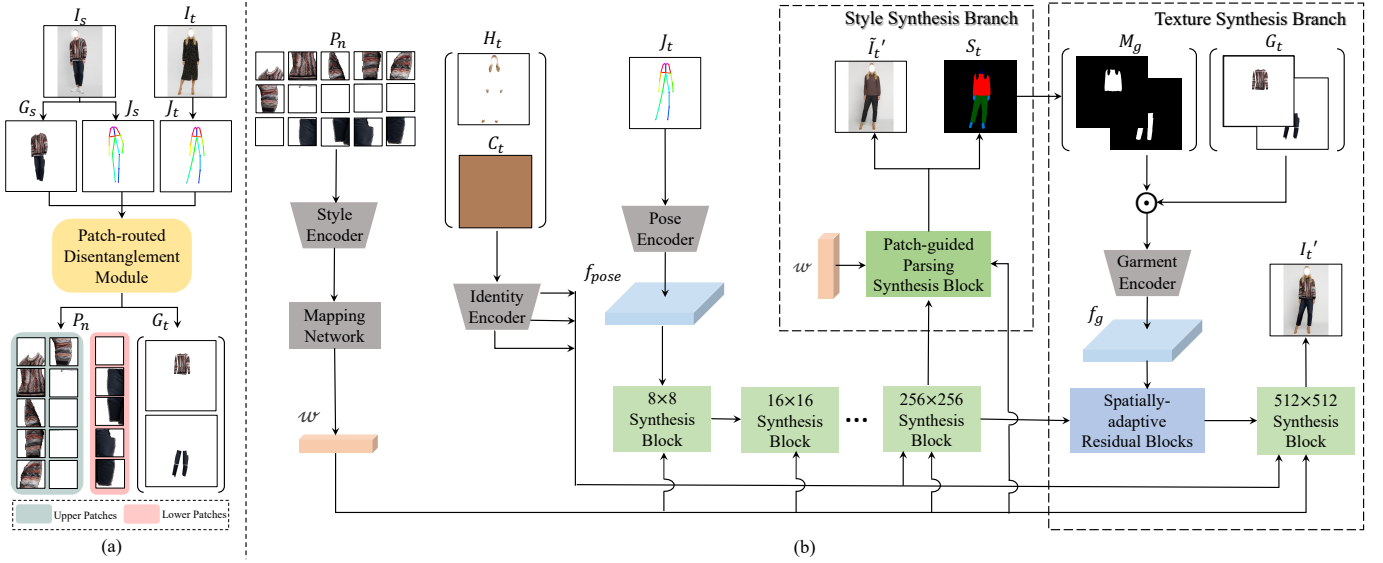 I_s
I_t
G_s
J_s
J_t
Patch-routed
Disentanglement
Module
P_n
G_t
Upper Patches
Lower Patches
(a)
P_n
Style
Encoder
Mapping
Network
w
H_t
C_t
Identity
Encoder
J_t
Pose
Encoder
f_pose
8×8
Synthesis
Block
16×16
Synthesis
Block
...
256×256
Synthesis
Block
Style Synthesis Branch
Ĩ_t′
S_t
w
Patch-guided
Parsing
Synthesis Block
Texture Synthesis Branch
M_g
G_t
Garment
Encoder
f_g
Spatially-
adaptive
Residual Blocks
I_t′
512×512
Synthesis
Block
(b)